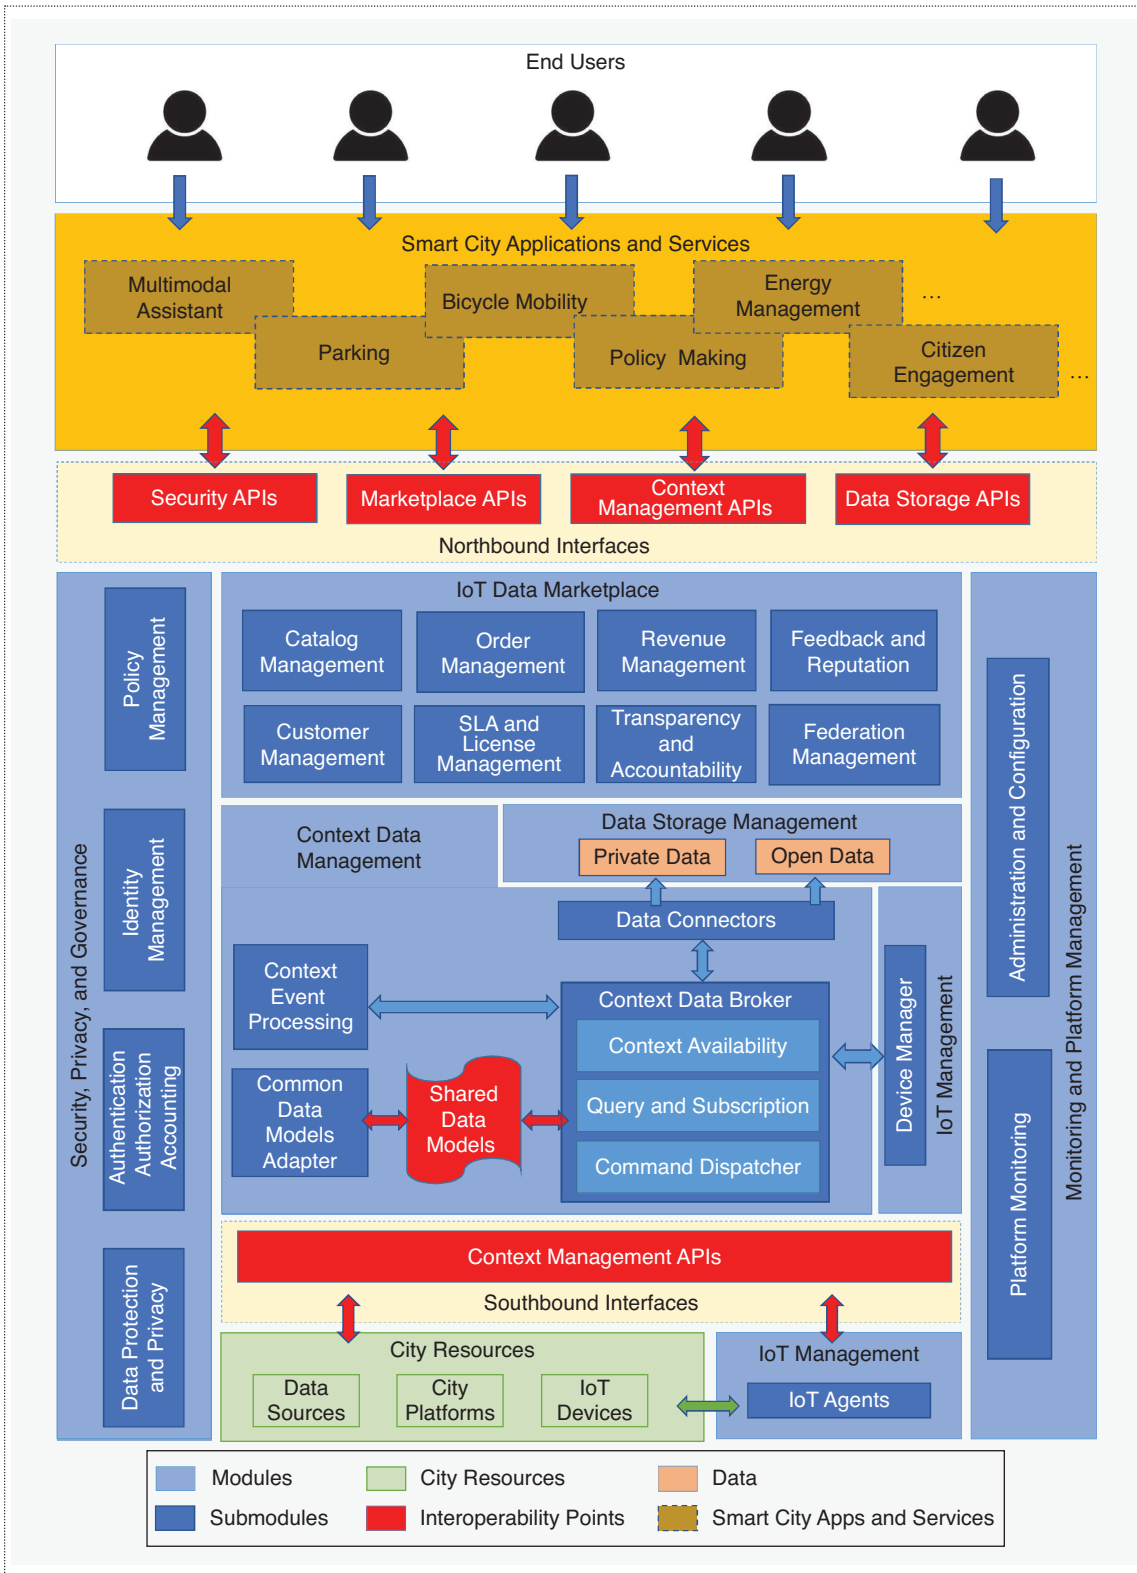 End Users
Smart City Applications and Services
Multimodal
Assistant
Parking
Bicycle Mobility
Policy Making
Energy
Management
...
Citizen
Engagement
...
Security APIs
Marketplace APIs
Context
Management APIs
Data Storage APIs
Northbound Interfaces
Security, Privacy, and Governance
Policy
Management
Identity
Management
Authentication
Authorization
Accounting
Data Protection
and Privacy
IoT Data Marketplace
Catalog
Management
Order
Management
Revenue
Management
Feedback and
Reputation
Customer
Management
SLA and
License
Management
Transparency
and
Accountability
Federation
Management
Context Data
Management
Data Storage Management
Private Data
Open Data
Data Connectors
Context
Event
Processing
Context Data Broker
Context Availability
Query and Subscription
Command Dispatcher
Common
Data
Models
Adapter
Shared
Data
Models
Device Manager
IoT Management
Administration and Configuration
Platform Monitoring
Monitoring and Platform Management
Context Management APIs
Southbound Interfaces
City Resources
Data
Sources
City
Platforms
IoT
Devices
IoT Management
IoT Agents
Modules
City Resources
Data
Submodules
Interoperability Points
Smart City Apps and Services